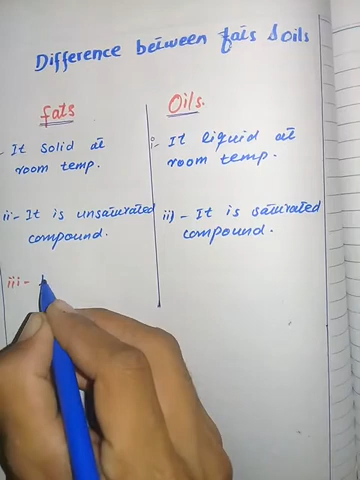 Difference between fats & oils
fats
Oils.
- It solid at
room temp.
i- It liquid at
room temp.
ii- It is unsaturated
compound.
ii)- It is saturated
compound.
iii-